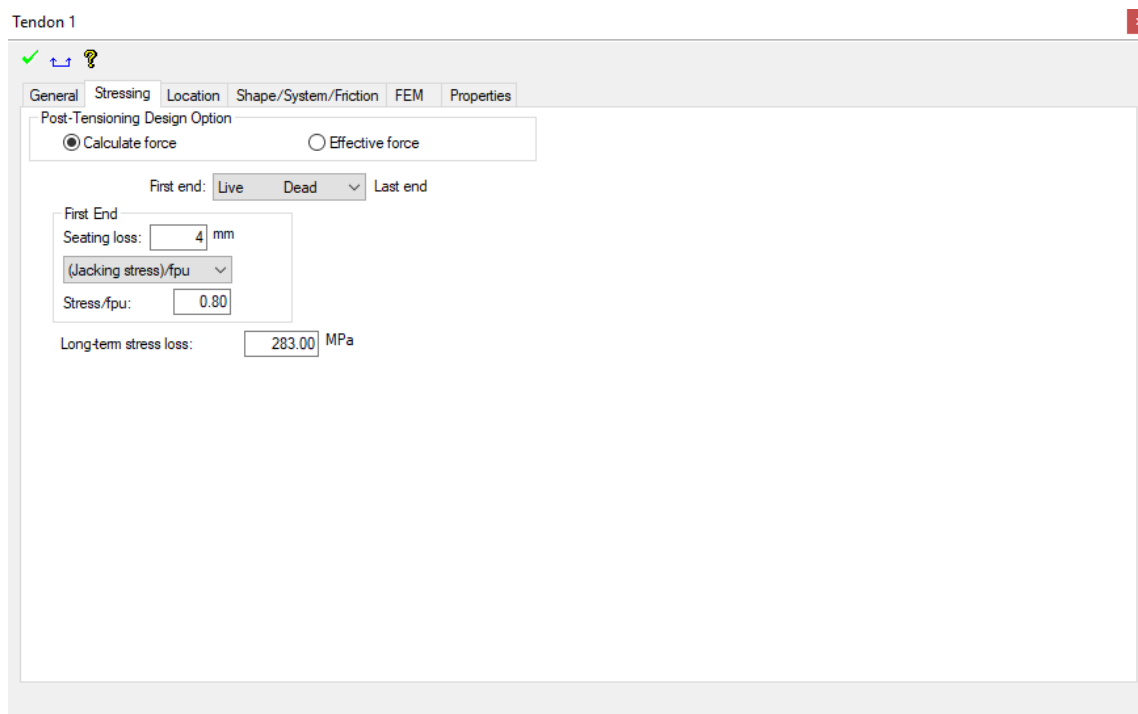 Tendon 1
General Stressing Location Shape/System/Friction FEM Properties
Post-Tensioning Design Option
Calculate force Effective force
First end: Live Dead Last end
First End
Seating loss: 4 mm
(Jacking stress)/fpu
Stress/fpu: 0.80
Long-term stress loss: 283.00 MPa